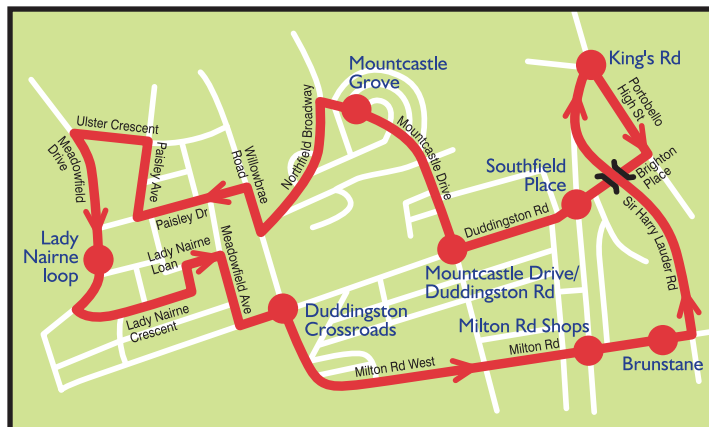 King's Rd
Mountcastle
Grove
Portobello
High St
Ulster Crescent
Meadowfield
Drive
Paisley Ave
Willowbrae
Road
Northfield Broadway
Mountcastle Drive
Brighton
Place
Southfield
Place
Paisley Dr
Duddingston Rd
Sir Harry Lauder Rd
Lady
Nairne
loop
Lady Nairne
Loan
Meadowfield Ave
Mountcastle Drive/
Duddingston Rd
Lady Nairne
Crescent
Duddingston
Crossroads
Milton Rd Shops
Milton Rd
Milton Rd West
Brunstane